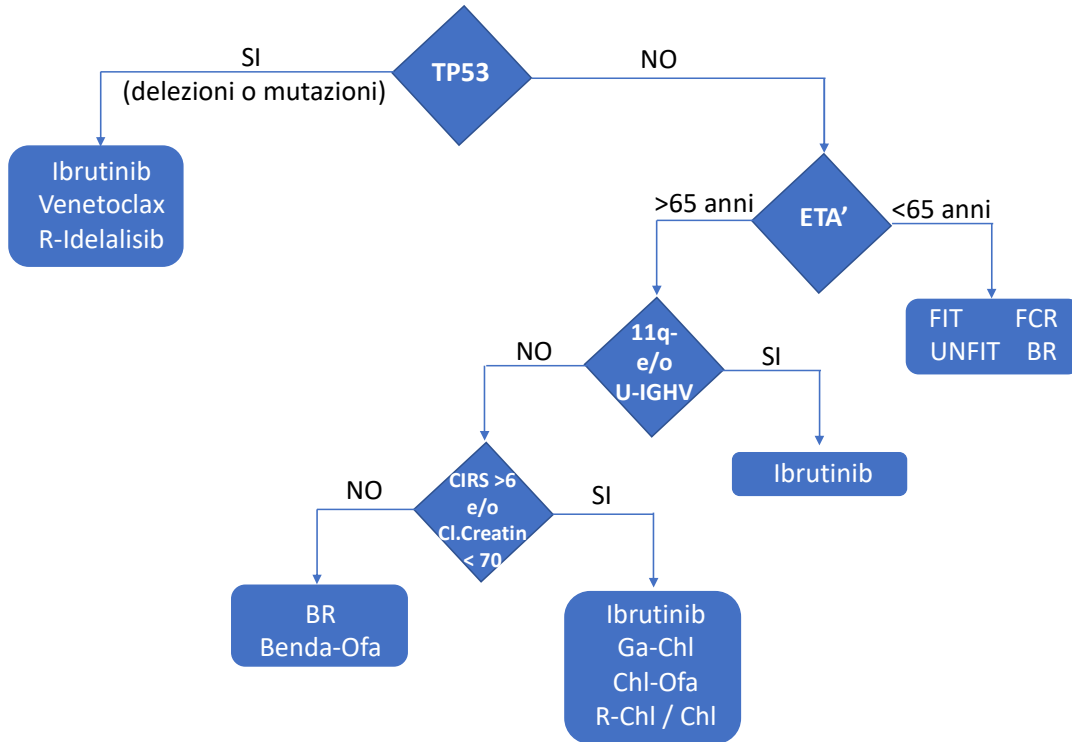 SI
TP53
NO
(delezioni o mutazioni)
Ibrutinib
Venetoclax
R-Idelalisib
>65 anni
ETA’
<65 anni
FIT FCR
UNFIT BR
11q-
e/o
U-IGHV
NO
SI
Ibrutinib
CIRS >6
e/o
Cl.Creatin
< 70
NO
SI
BR
Benda-Ofa
Ibrutinib
Ga-Chl
Chl-Ofa
R-Chl / Chl